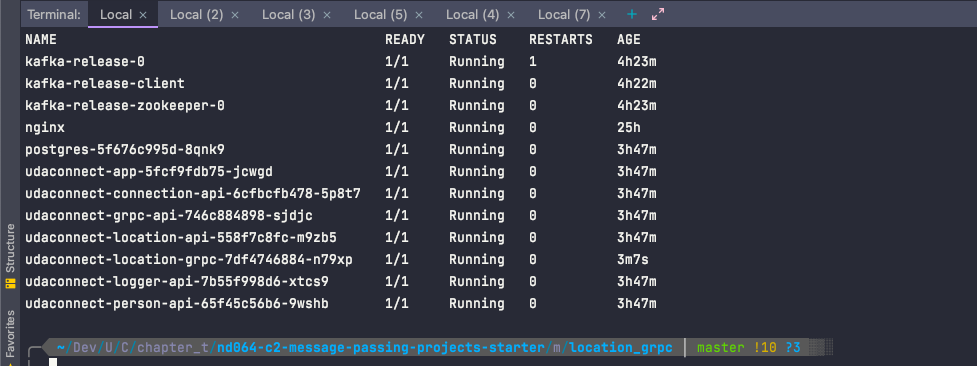 Terminal: Local × Local (2) × Local (3) × Local (5) × Local (4) × Local (7) × +
NAME READY STATUS RESTARTS AGE
kafka-release-0 1/1 Running 1 4h23m
kafka-release-client 1/1 Running 0 4h22m
kafka-release-zookeeper-0 1/1 Running 0 4h23m
nginx 1/1 Running 0 25h
postgres-5f676c995d-8qnk9 1/1 Running 0 3h47m
udaconnect-app-5fcf9fdb75-jcwgd 1/1 Running 0 3h47m
udaconnect-connection-api-6cfbcfb478-5p8t7 1/1 Running 0 3h47m
udaconnect-grpc-api-746c884898-sjdjc 1/1 Running 0 3h47m
udaconnect-location-api-558f7c8fc-m9zb5 1/1 Running 0 3h47m
udaconnect-location-grpc-7df4746884-n79xp 1/1 Running 0 3m7s
udaconnect-logger-api-7b55f998d6-xtcs9 1/1 Running 0 3h47m
udaconnect-person-api-65f45c56b6-9wshb 1/1 Running 0 3h47m
~/Dev/U/C/chapter_t/nd064-c2-message-passing-projects-starter/m/location_grpc | master !10 ?3
Structure
Favorites